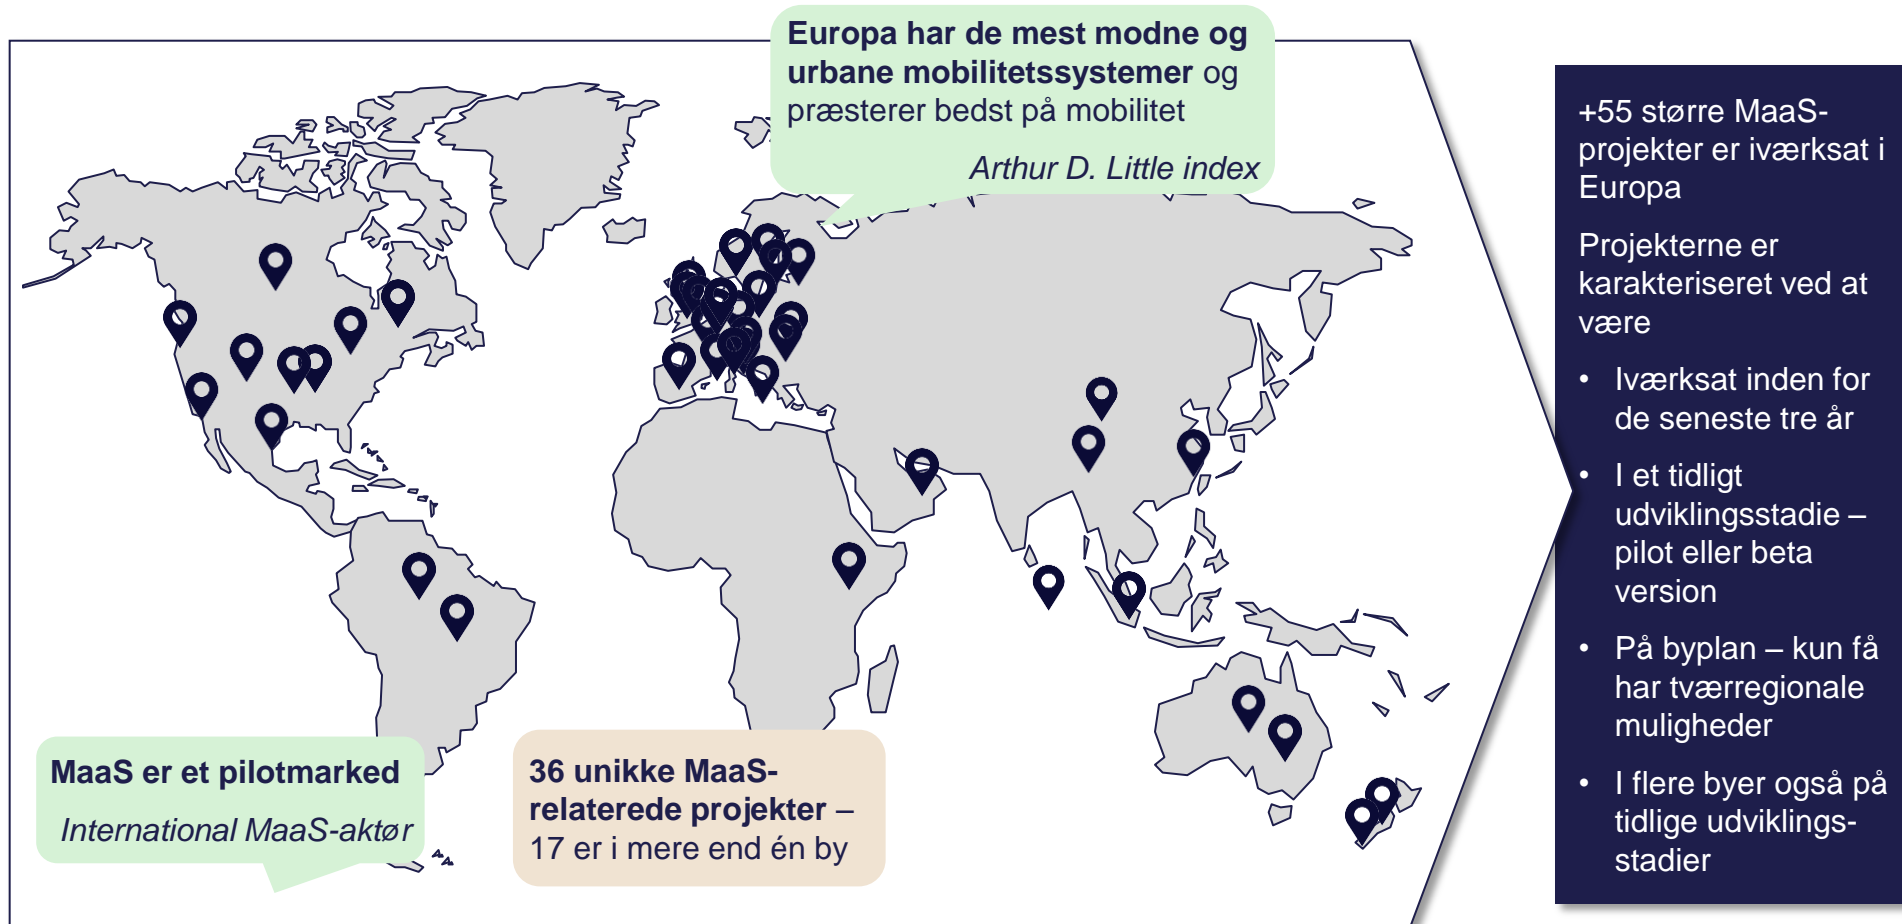 Europa har de mest modne og
urbane mobilitetssystemer og
præsterer bedst på mobilitet
Arthur D. Little index
MaaS er et pilotmarked
International MaaS-aktør
36 unikke MaaS-
relaterede projekter –
17 er i mere end én by
+55 større MaaS-
projekter er iværksat i
Europa
Projekterne er
karakteriseret ved at
være
• Iværksat inden for
de seneste tre år
• I et tidligt
udviklingsstadie –
pilot eller beta
version
• På byplan – kun få
har tværregionale
muligheder
• I flere byer også på
tidlige udviklings-
stadier